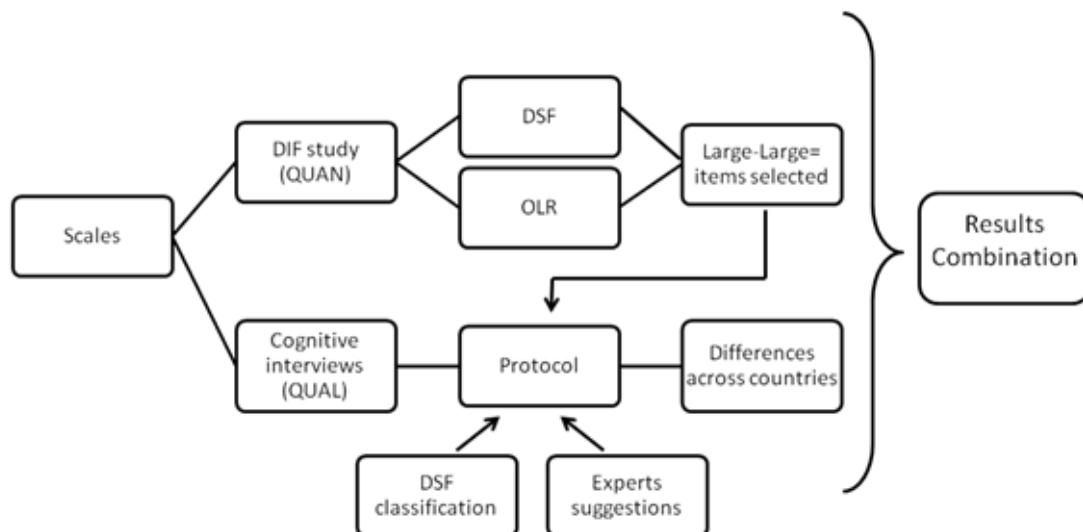 DSF
DIF study
(QUAN)
Large-Large=
items selected
OLR
Scales
Results
Combination
Cognitive
interviews
(QUAL)
Protocol
Differences
across countries
DSF
classification
Experts
suggestions